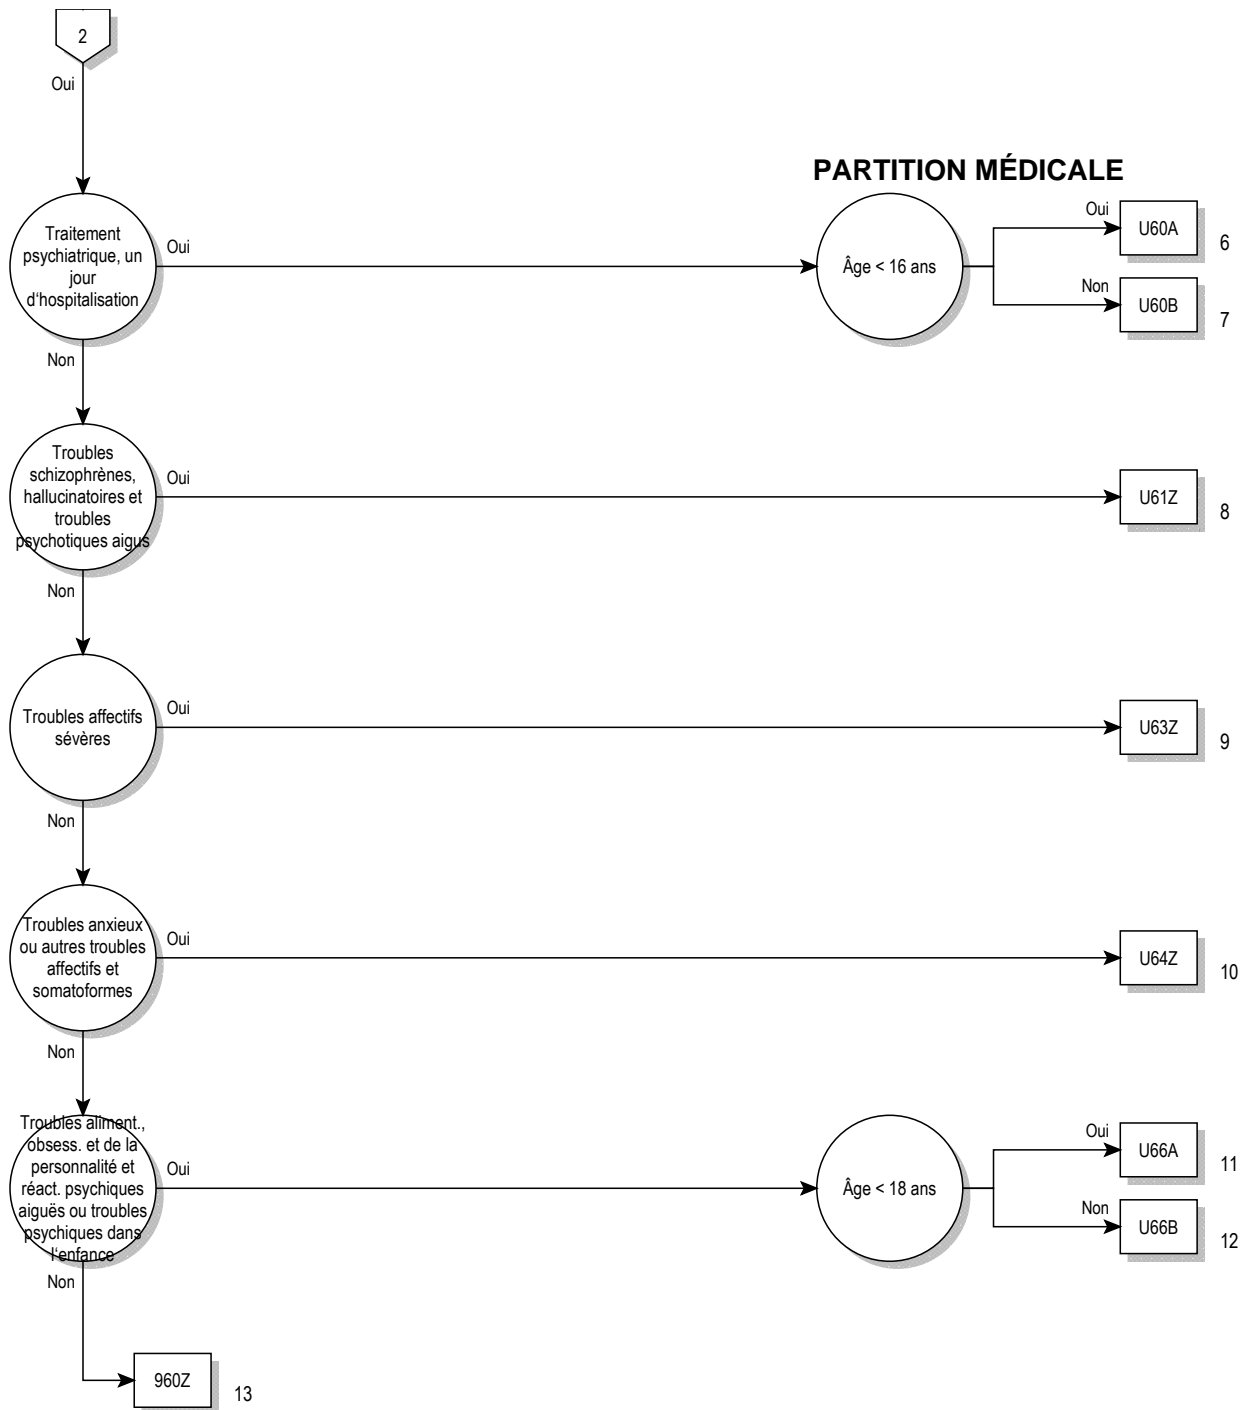 2
Oui
PARTITION MÉDICALE
Traitement
psychiatrique, un
jour
d'hospitalisation
Oui
Âge < 16 ans
Oui
U60A
6
Non
U60B
7
Non
Troubles
schizophrènes,
hallucinatoires et
troubles
psychotiques aigus
Oui
U61Z
8
Non
Troubles affectifs
sévères
Oui
U63Z
9
Non
Troubles anxieux
ou autres troubles
affectifs et
somatoformes
Oui
U64Z
10
Non
Troubles aliment.,
obsess. et de la
personnalité et
réact. psychiques
aiguës ou troubles
psychiques dans
l'enfance
Oui
Âge < 18 ans
Oui
U66A
11
Non
U66B
12
Non
960Z
13